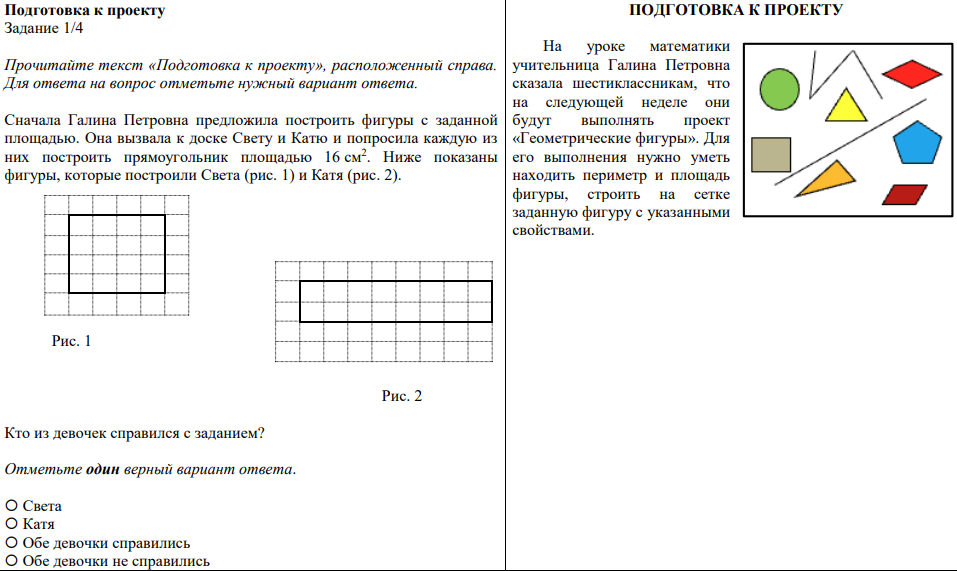 Подготовка к проекту
Задание 1/4
Прочитайте текст «Подготовка к проекту», расположенный справа.
Для ответа на вопрос отметьте нужный вариант ответа.
Сначала Галина Петровна предложила построить фигуры с заданной
площадью. Она вызвала к доске Свету и Катю и попросила каждую из
них построить прямоугольник площадью 16 см². Ниже показаны
фигуры, которые построили Света (рис. 1) и Катя (рис. 2).
Рис. 1
Рис. 2
Кто из девочек справился с заданием?
Отметьте один верный вариант ответа.
Света
Катя
Обе девочки справились
Обе девочки не справились
ПОДГОТОВКА К ПРОЕКТУ
На уроке математики
учительница Галина Петровна
сказала шестиклассникам, что
на следующей неделе они
будут выполнять проект
«Геометрические фигуры». Для
его выполнения нужно уметь
находить периметр и площадь
фигуры, строить на сетке
заданную фигуру с указанными
свойствами.